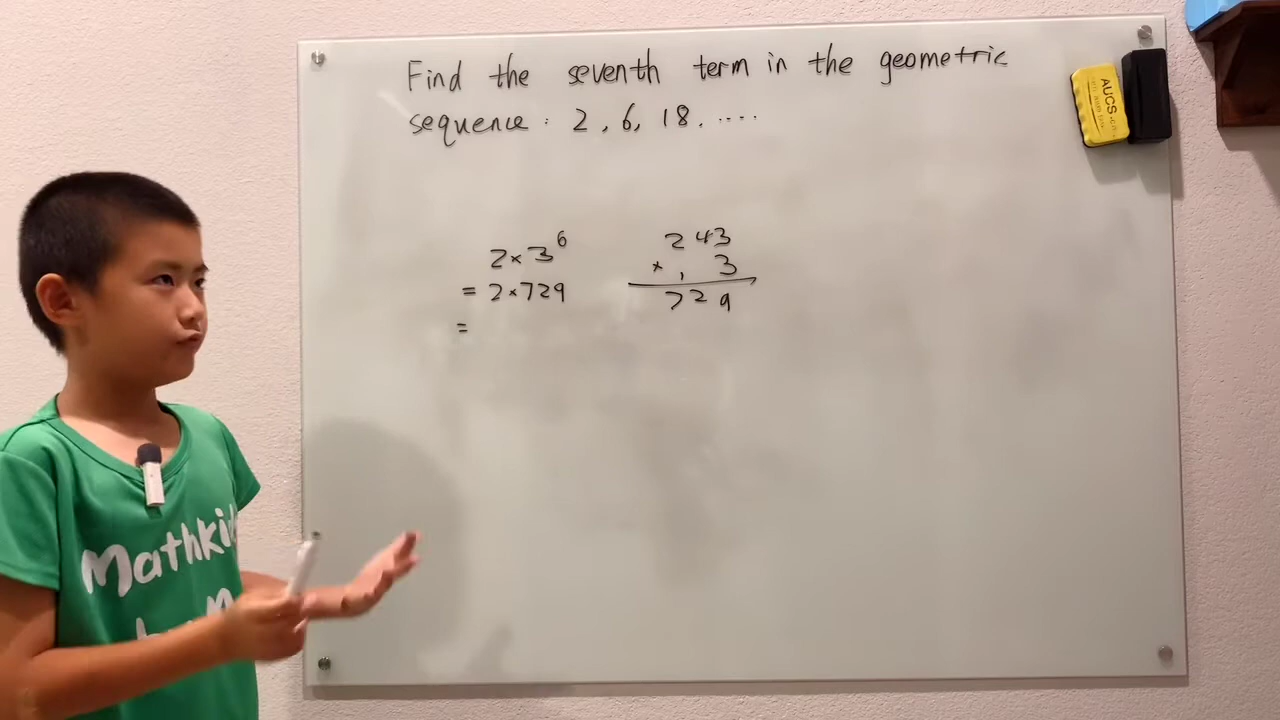 Find the seventh term in the geometric
sequence : 2, 6, 18, ....
2 × 3⁶
= 2 × 729
=
243
× 3
729
AUCS
Mathkid